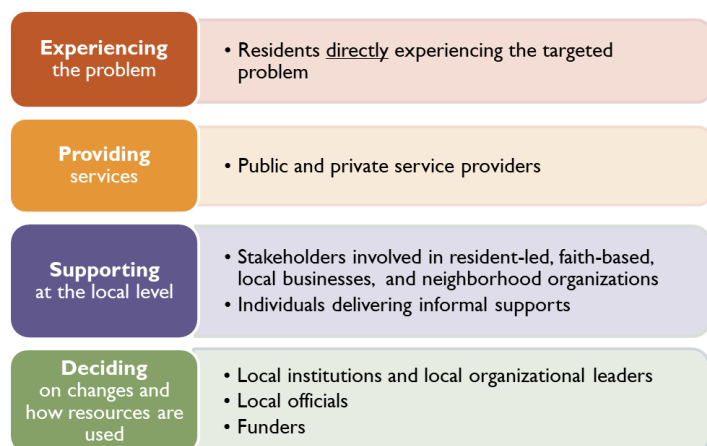 Experiencing
the problem
• Residents directly experiencing the targeted
problem
Providing
services
• Public and private service providers
Supporting
at the local level
• Stakeholders involved in resident-led, faith-based,
local businesses, and neighborhood organizations
• Individuals delivering informal supports
Deciding
on changes and
how resources are
used
• Local institutions and local organizational leaders
• Local officials
• Funders